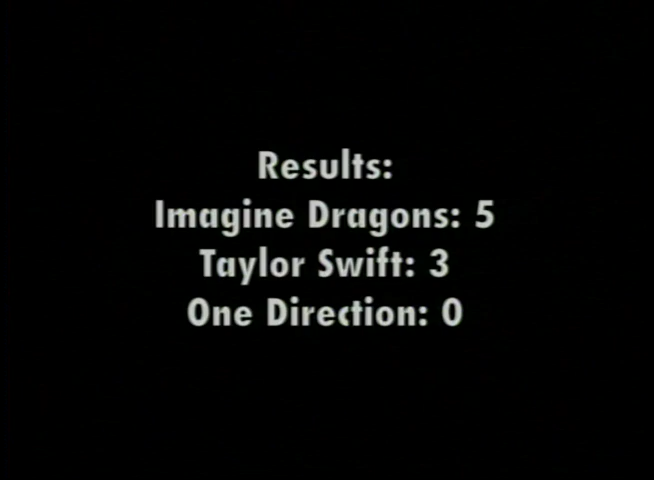 Results:
Imagine Dragons: 5
Taylor Swift: 3
One Direction: 0